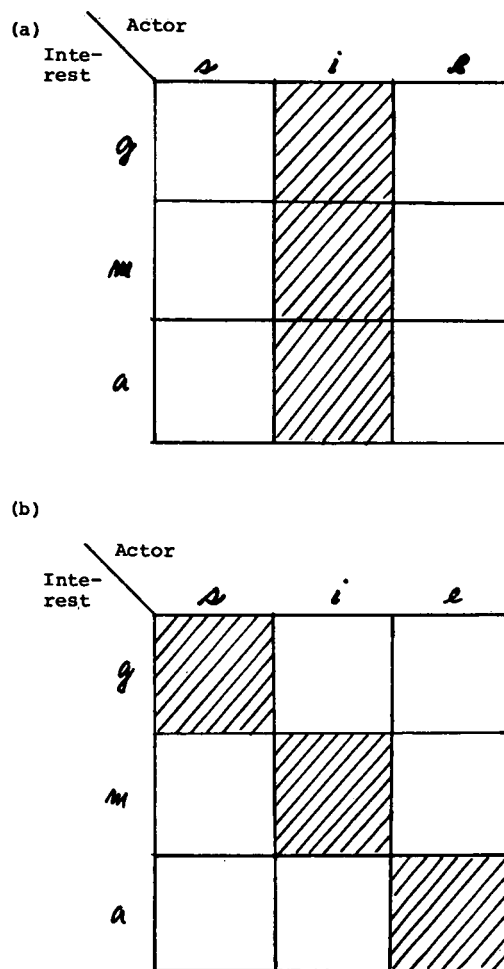 (a)
Actor
Inte-
rest
s i e
g
m
a
(b)
Actor
Inte-
rest
s i e
g
m
a